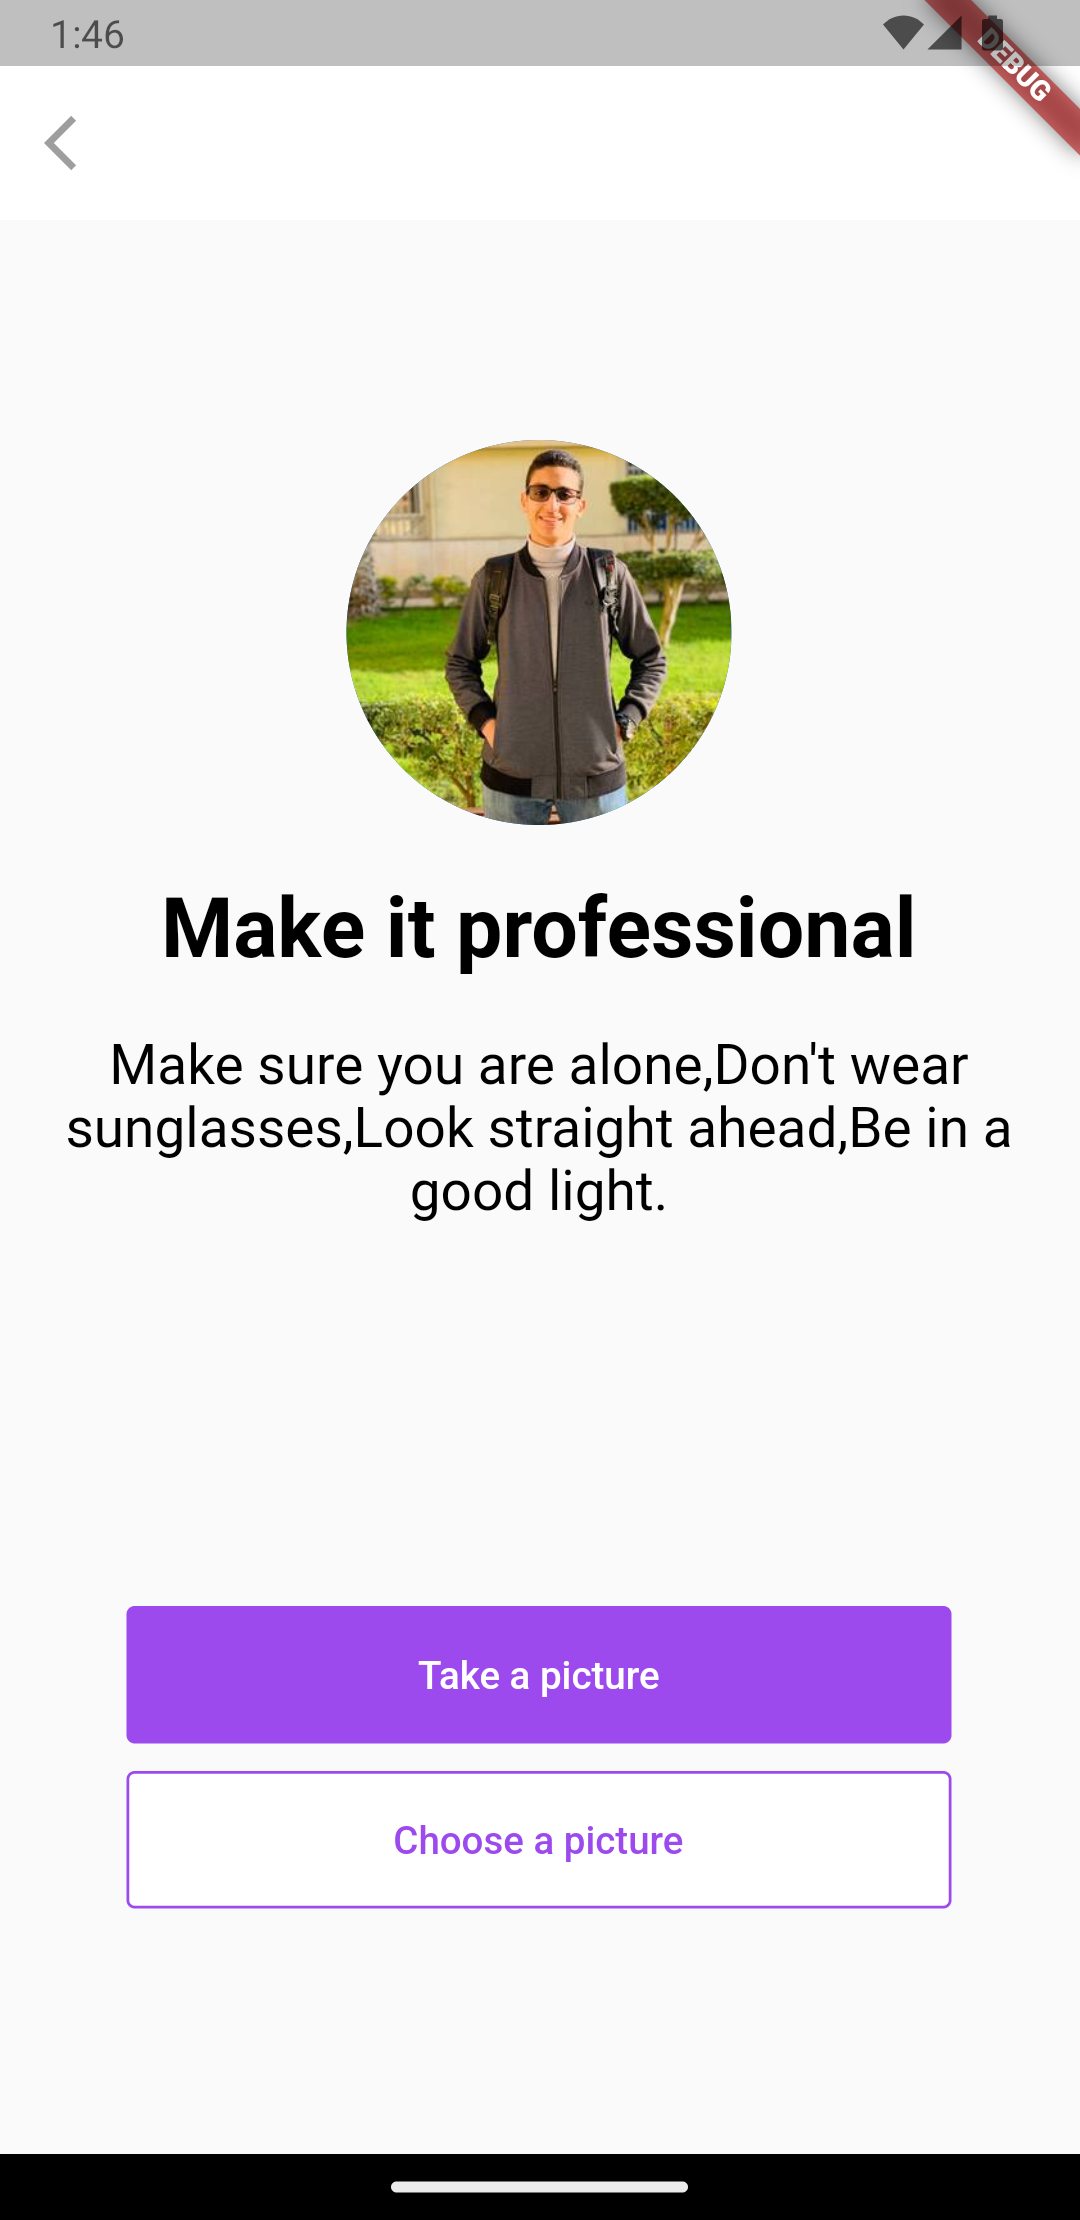 1:46
DEBUG
Make it professional
Make sure you are alone,Don't wear
sunglasses,Look straight ahead,Be in a
good light.
Take a picture
Choose a picture